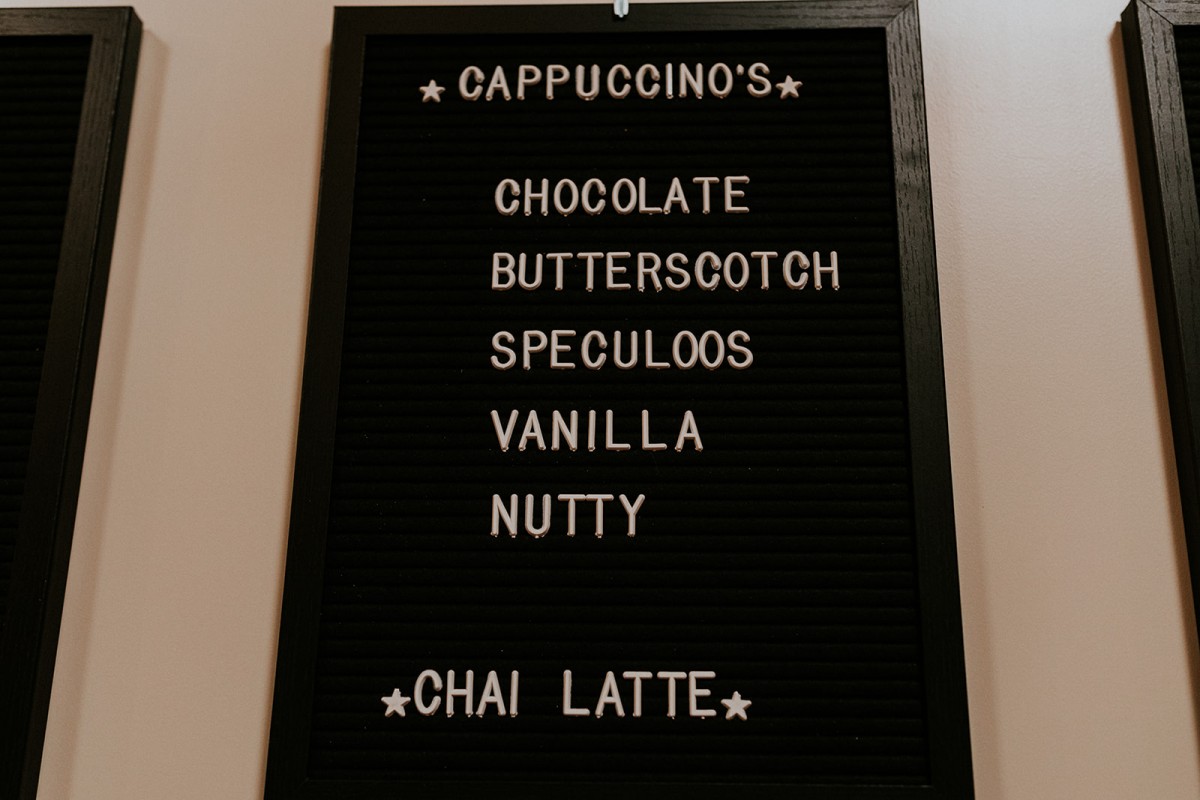 ★CAPPUCCINO'S★
CHOCOLATE
BUTTERSCOTCH
SPECULOOS
VANILLA
NUTTY
★CHAI LATTE★